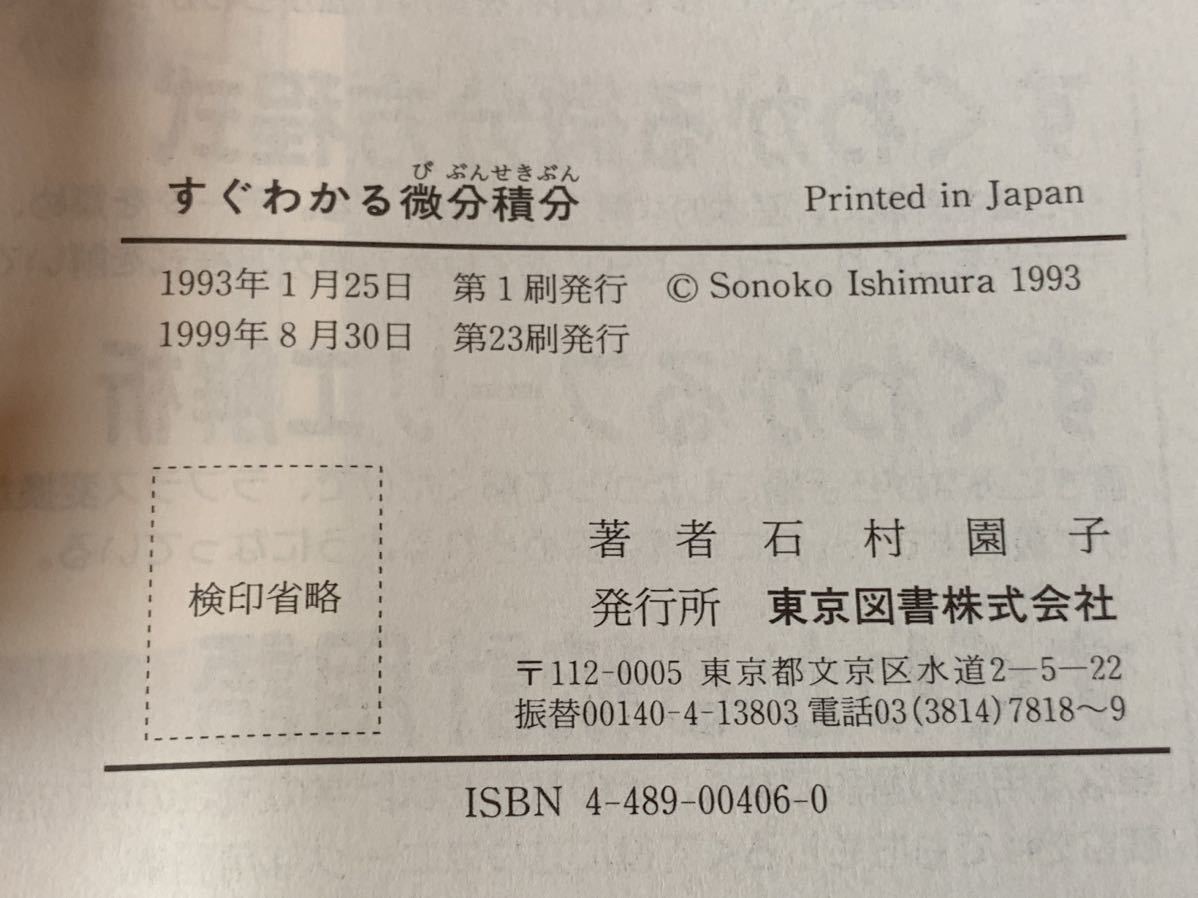 び ぶんせきぶん
すぐわかる微分積分 Printed in Japan
1993年1月25日 第1刷発行 © Sonoko Ishimura 1993
1999年8月30日 第23刷発行
著者 石村園子
検印省略
発行所 東京図書株式会社
〒112-0005 東京都文京区水道2―5―22
振替00140-4-13803 電話03(3814)7818〜9
ISBN 4-489-00406-0